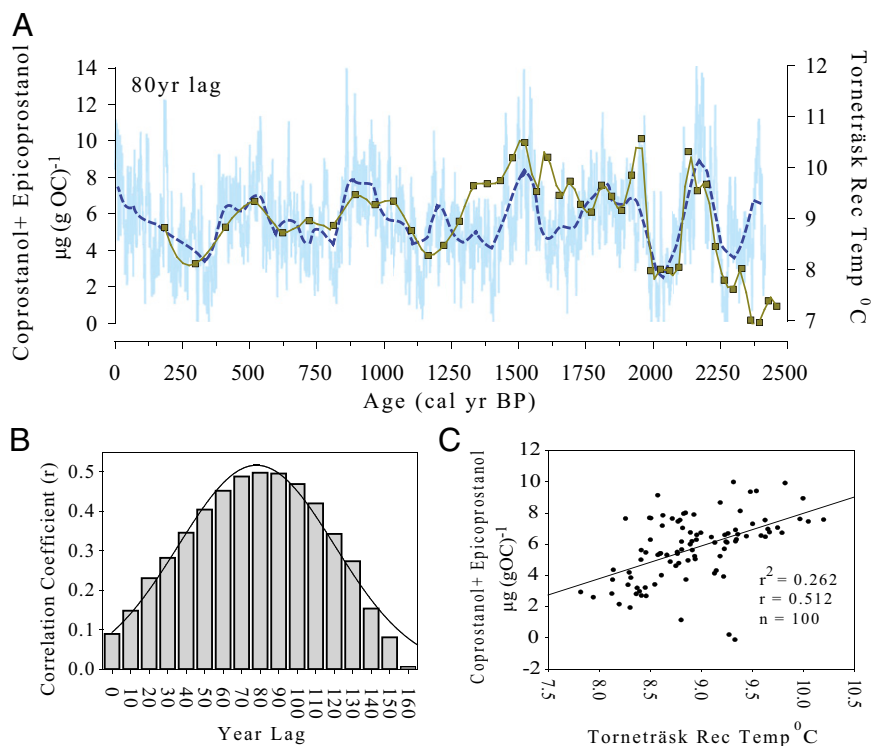 A
Coprostanol+ Epicoprostanol
µg (g OC)-1
14
12
10
8
6
4
2
0
80yr lag
12
11
10
9
8
7
Torneträsk Rec Temp 0C
0 250 500 750 1000 1250 1500 1750 2000 2250 2500
Age (cal yr BP)
B
Correlation Coefficient (r)
0.5
0.4
0.3
0.2
0.1
0.0
0 10 20 30 40 50 60 70 80 90 100 110 120 130 140 150 160
Year Lag
C
Coprostanol+ Epicoprostanol
µg (gOC)-1
12
10
8
6
4
2
0
-2
r2 = 0.262
r = 0.512
n = 100
7.5 8.0 8.5 9.0 9.5 10.0 10.5
Torneträsk Rec Temp 0C